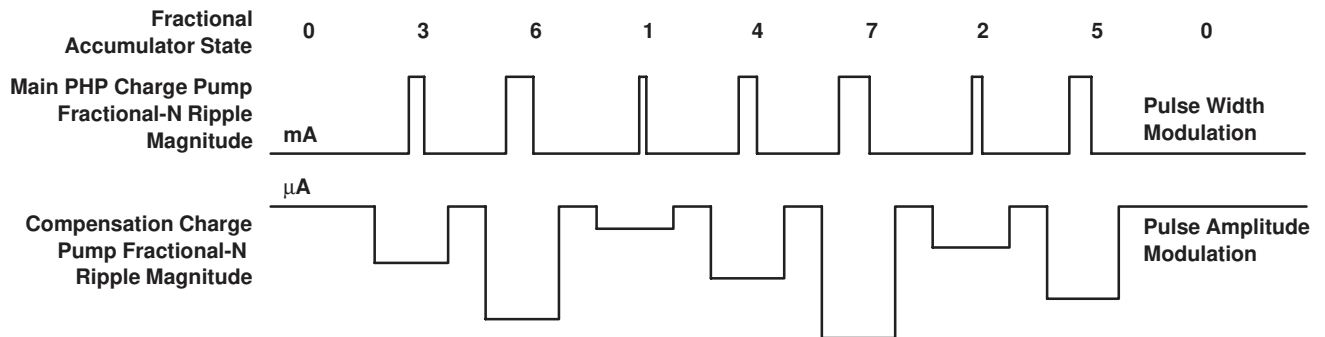 Fractional
Accumulator State
0 3 6 1 4 7 2 5 0
Main PHP Charge Pump
Fractional-N Ripple
Magnitude
mA
Pulse Width
Modulation
μA
Compensation Charge
Pump Fractional-N
Ripple Magnitude
Pulse Amplitude
Modulation